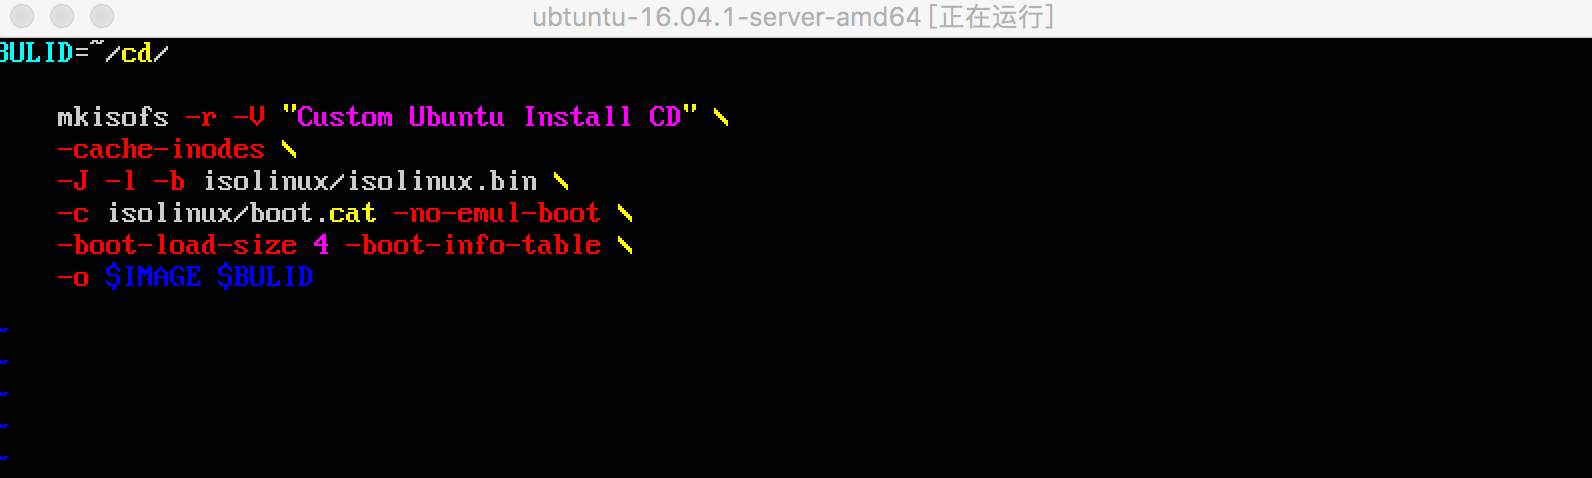 ubtuntu-16.04.1-server-amd64 [正在运行]
BULID=~/cd/
mkisofs -r -V "Custom Ubuntu Install CD" \
-cache-inodes \
-J -l -b isolinux/isolinux.bin \
-c isolinux/boot.cat -no-emul-boot \
-boot-load-size 4 -boot-info-table \
-o $IMAGE $BULID
~
~
~
~
~